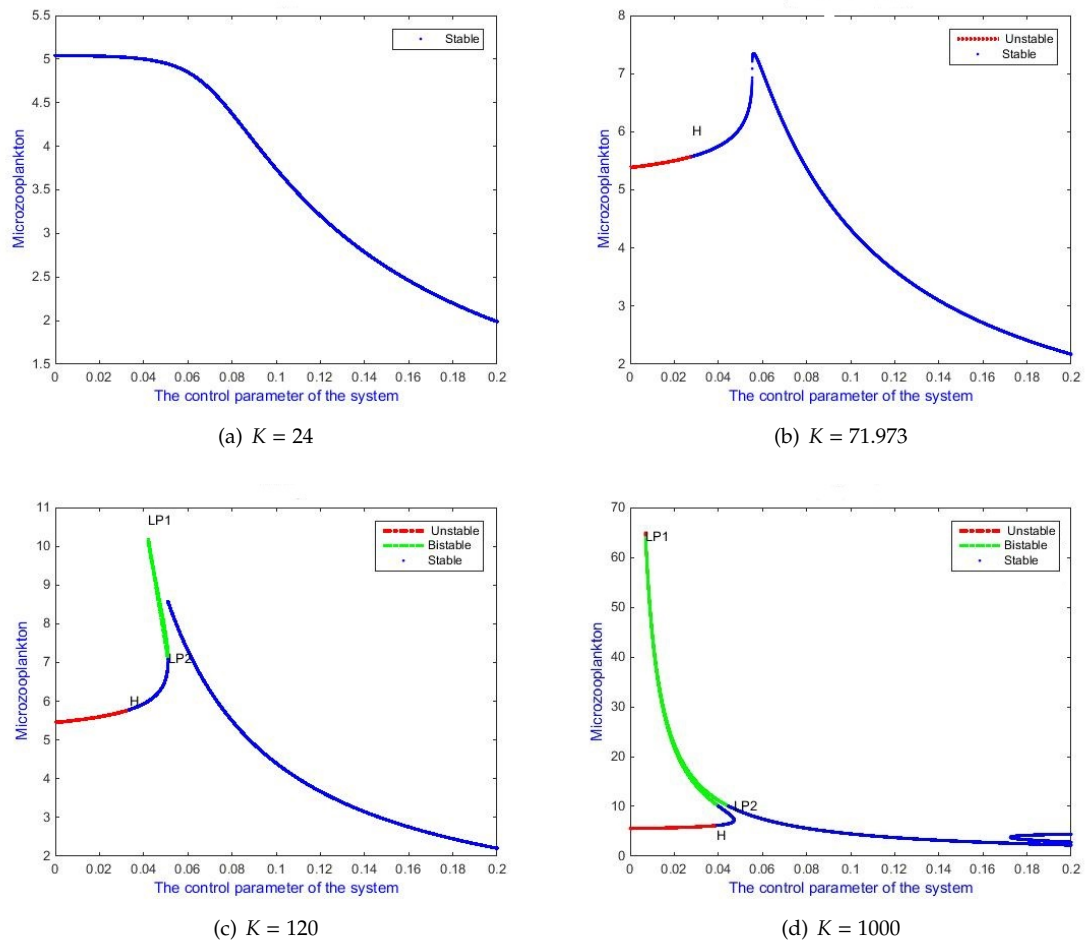 5.5
5
4.5
4
3.5
3
2.5
2
1.5
Microzooplankton
Stable
0 0.02 0.04 0.06 0.08 0.1 0.12 0.14 0.16 0.18 0.2
The control parameter of the system
(a) K = 24
8
7
6
5
4
3
2
Microzooplankton
Unstable
Stable
H
0 0.02 0.04 0.06 0.08 0.1 0.12 0.14 0.16 0.18 0.2
The control parameter of the system
(b) K = 71.973
11
10
9
8
7
6
5
4
3
2
Microzooplankton
Unstable
Bistable
Stable
LP1
LP2
H
0 0.02 0.04 0.06 0.08 0.1 0.12 0.14 0.16 0.18 0.2
The control parameter of the system
(c) K = 120
70
60
50
40
30
20
10
0
Microzooplankton
Unstable
Bistable
Stable
LP1
LP2
H
0 0.02 0.04 0.06 0.08 0.1 0.12 0.14 0.16 0.18 0.2
The control parameter of the system
(d) K = 1000